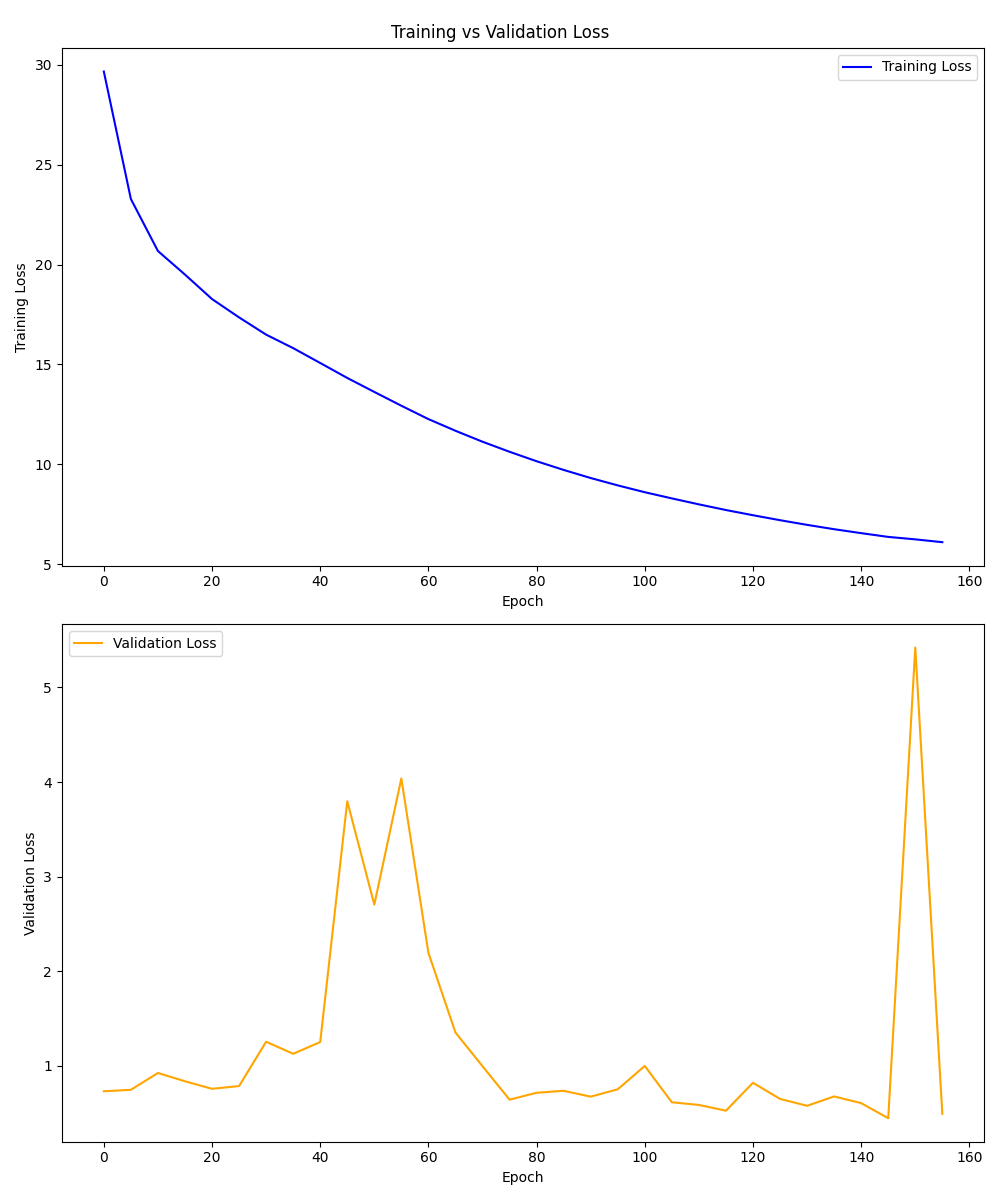 Training vs Validation Loss
Training Loss
30
25
20
15
10
5
Training Loss
0 20 40 60 80 100 120 140 160
Epoch
Validation Loss
5
4
3
2
1
Validation Loss
0 20 40 60 80 100 120 140 160
Epoch